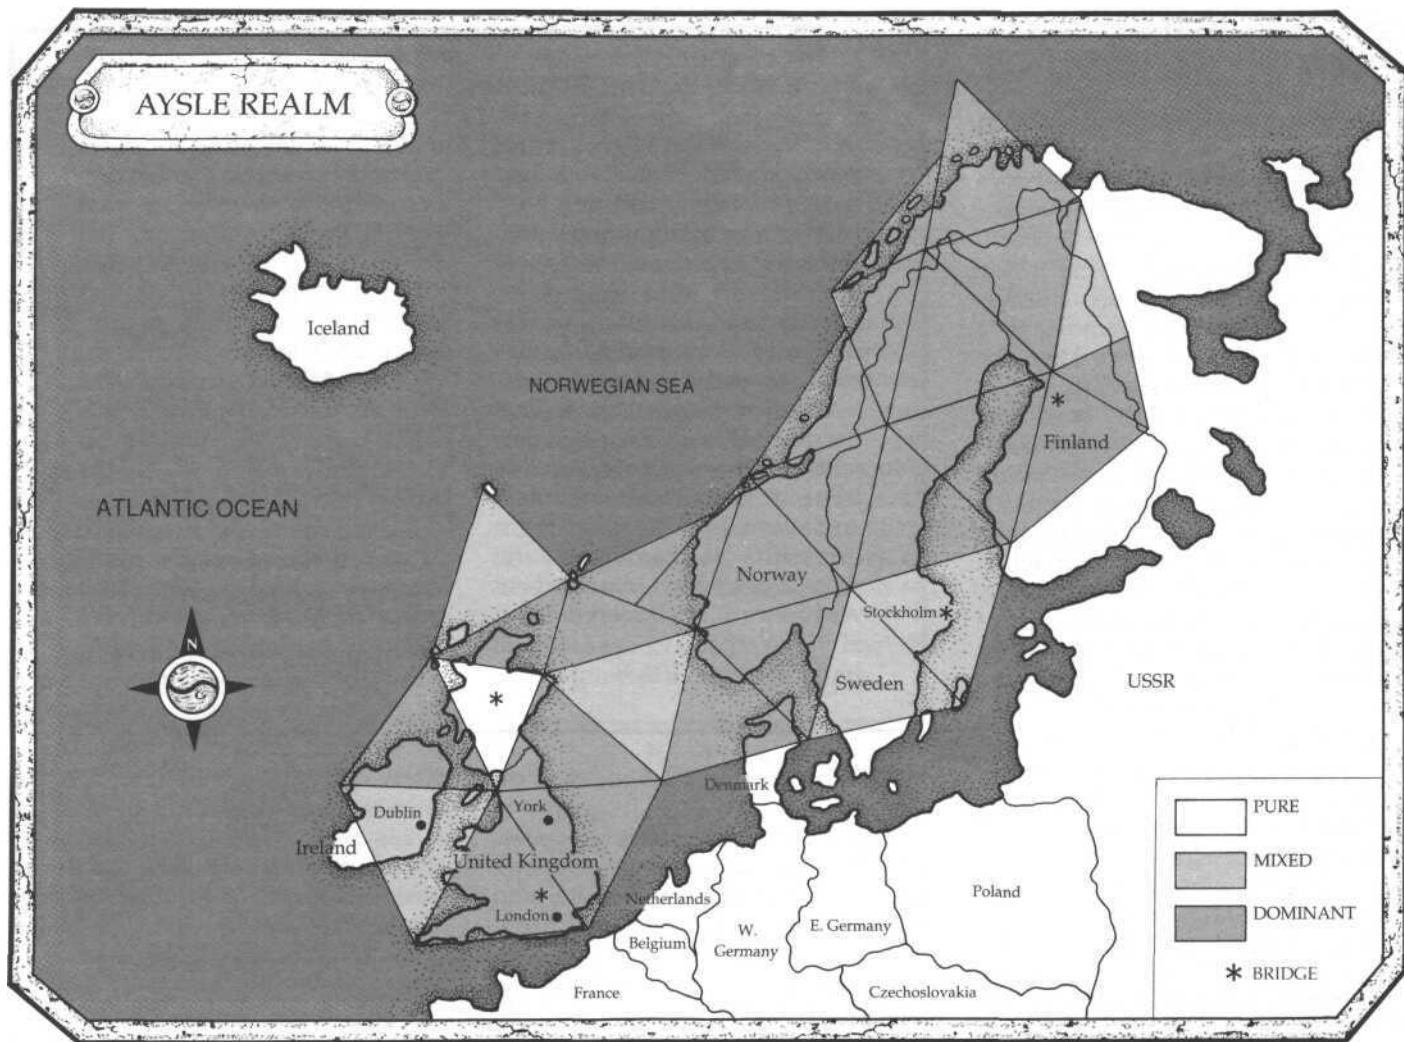 AYSLE REALM
Iceland
NORWEGIAN SEA
ATLANTIC OCEAN
Finland
N
Norway
Stockholm
Sweden
USSR
Denmark
Dublin
York
Ireland
United Kingdom
London
Netherlands
Belgium
W.
Germany
E. Germany
Poland
France
Czechoslovakia
PURE
MIXED
DOMINANT
* BRIDGE